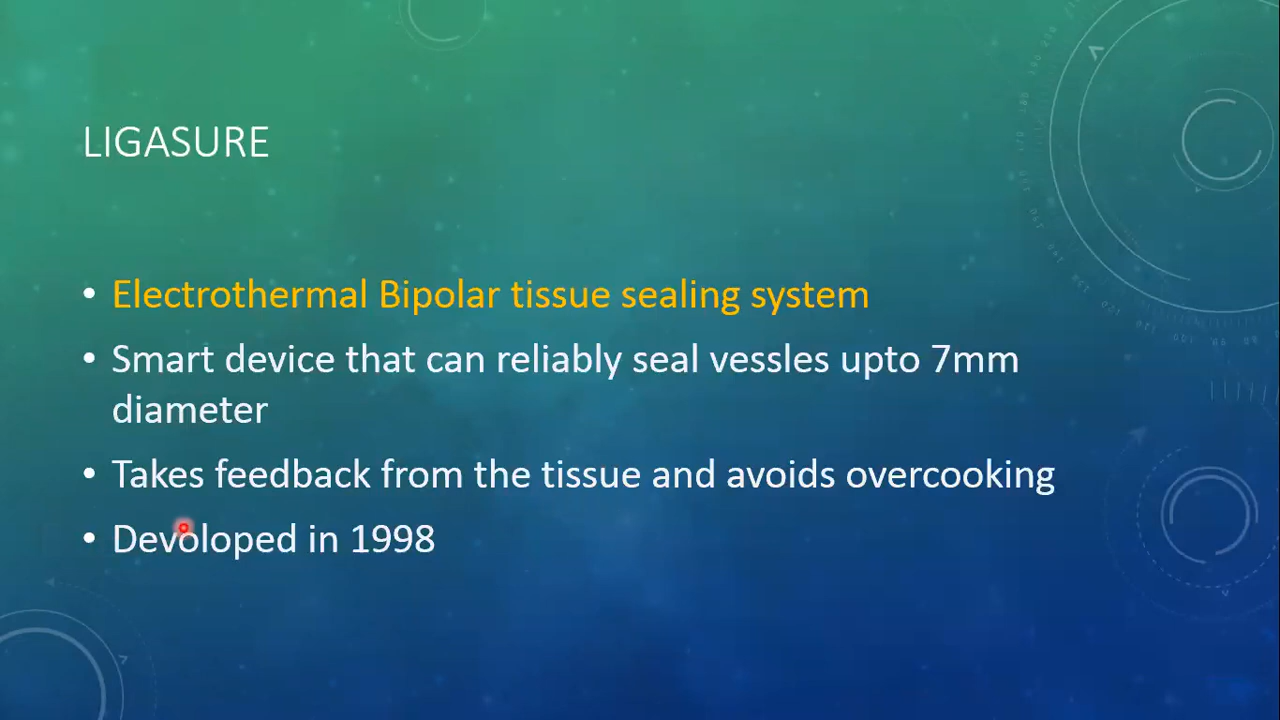 LIGASURE
• Electrothermal Bipolar tissue sealing system
• Smart device that can reliably seal vessles upto 7mm
diameter
• Takes feedback from the tissue and avoids overcooking
• Devoloped in 1998